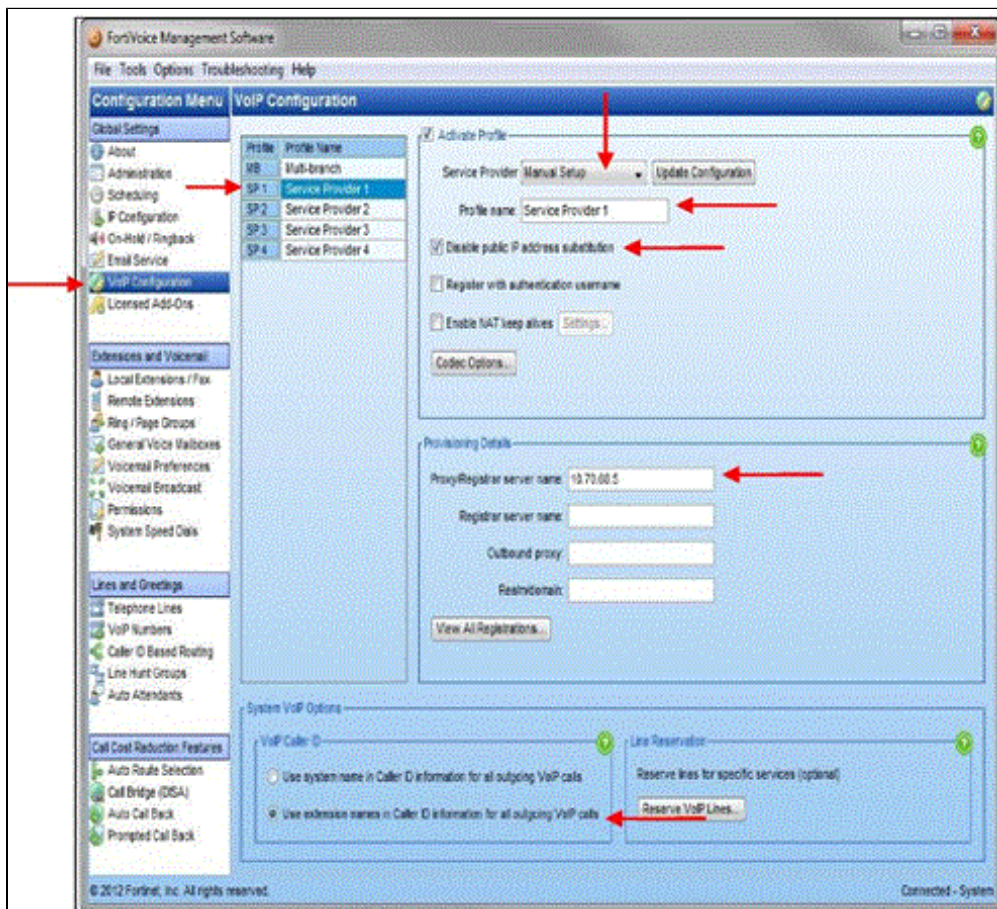 FortiVoice Management Software
File Tools Options Troubleshooting Help
Configuration Menu
VoIP Configuration
Global Settings
About
Administration
Scheduling
IP Configuration
On-Hold / Ringback
Email Service
VoIP Configuration
Licensed Add-Ons
Extensions and Voicemail
Local Extensions / Fax
Remote Extensions
Ring / Page Groups
General Voice Mailboxes
Voicemail Preferences
Voicemail Broadcast
Permissions
System Speed Dials
Lines and Greetings
Telephone Lines
VoIP Numbers
Caller ID Based Routing
Line Hunt Groups
Auto Attendants
Call Cost Reduction Features
Auto Route Selection
Call Bridge (DISA)
Auto Call Back
Prompted Call Back
Profile Profile Name
MB Multi-branch
SP 1 Service Provider 1
SP 2 Service Provider 2
SP 3 Service Provider 3
SP 4 Service Provider 4
Activate Profile
Service Provider Manual Setup Update Configuration
Profile name: Service Provider 1
Disable public IP address substitution
Register with authentication username
Enable NAT keep alives Settings...
Codec Options...
Provisioning Details
Proxy/Registrar server name:
Registrar server name:
Outbound proxy:
Realm/domain:
View All Registrations...
System VoIP Options
VoIP Caller ID
Use system name in Caller ID information for all outgoing VoIP calls
Use extension names in Caller ID information for all outgoing VoIP calls
Line Reservation
Reserve lines for specific services (optional)
Reserve VoIP Lines...
© 2012 Fortinet, Inc. All rights reserved.
Connected - System